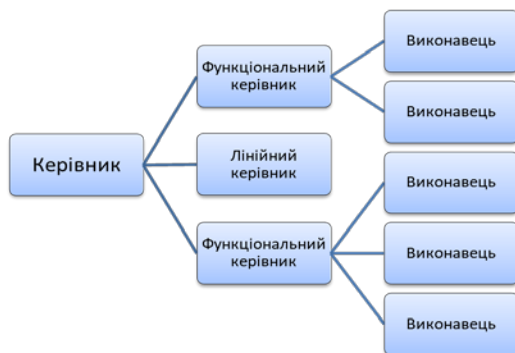 Керівник
Функціональний
керівник
Лінійний
керівник
Функціональний
керівник
Виконавець
Виконавець
Виконавець
Виконавець
Виконавець